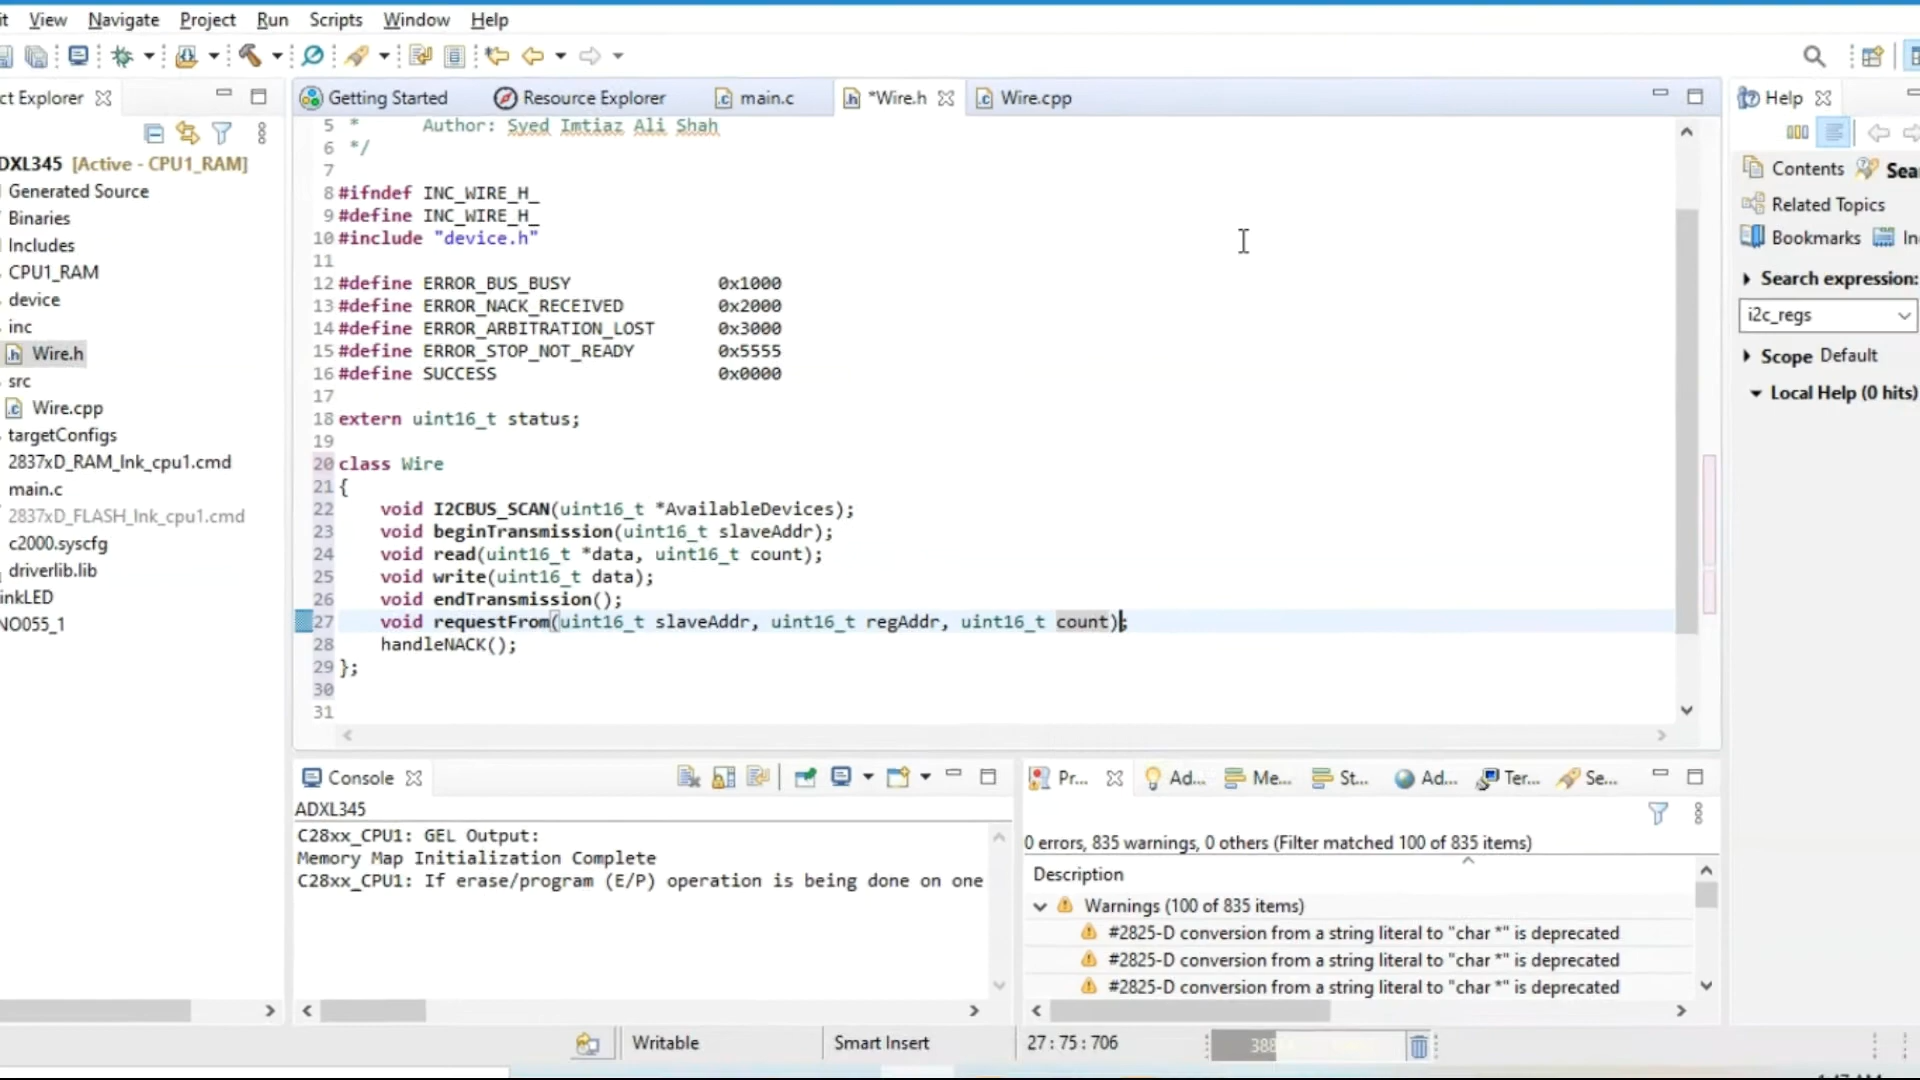 it View Navigate Project Run Scripts Window Help
ct Explorer
DXL345 [Active - CPU1_RAM]
Generated Source
Binaries
Includes
CPU1_RAM
device
inc
Wire.h
src
Wire.cpp
targetConfigs
2837xD_RAM_lnk_cpu1.cmd
main.c
2837xD_FLASH_lnk_cpu1.cmd
c2000.syscfg
driverlib.lib
inkLED
NO055_1
Getting Started Resource Explorer main.c *Wire.h Wire.cpp
5 * Author: Syed Imtiaz Ali Shah
6 */
7
8 #ifndef INC_WIRE_H_
9 #define INC_WIRE_H_
10 #include "device.h"
11
12 #define ERROR_BUS_BUSY 0x1000
13 #define ERROR_NACK_RECEIVED 0x2000
14 #define ERROR_ARBITRATION_LOST 0x3000
15 #define ERROR_STOP_NOT_READY 0x5555
16 #define SUCCESS 0x0000
17
18 extern uint16_t status;
19
20 class Wire
21 {
22 void I2CBUS_SCAN(uint16_t *AvailableDevices);
23 void beginTransmission(uint16_t slaveAddr);
24 void read(uint16_t *data, uint16_t count);
25 void write(uint16_t data);
26 void endTransmission();
27 void requestFrom(uint16_t slaveAddr, uint16_t regAddr, uint16_t count);
28 handleNACK();
29 };
30
31
Help
Contents Sea
Related Topics
Bookmarks In
Search expression:
i2c_regs
Scope Default
Local Help (0 hits)
Console
ADXL345
C28xx_CPU1: GEL Output:
Memory Map Initialization Complete
C28xx_CPU1: If erase/program (E/P) operation is being done on one
Pr... Ad... Me... St... Ad... Ter... Se...
0 errors, 835 warnings, 0 others (Filter matched 100 of 835 items)
Description
Warnings (100 of 835 items)
#2825-D conversion from a string literal to "char *" is deprecated
#2825-D conversion from a string literal to "char *" is deprecated
#2825-D conversion from a string literal to "char *" is deprecated
Writable Smart Insert 27 : 75 : 706